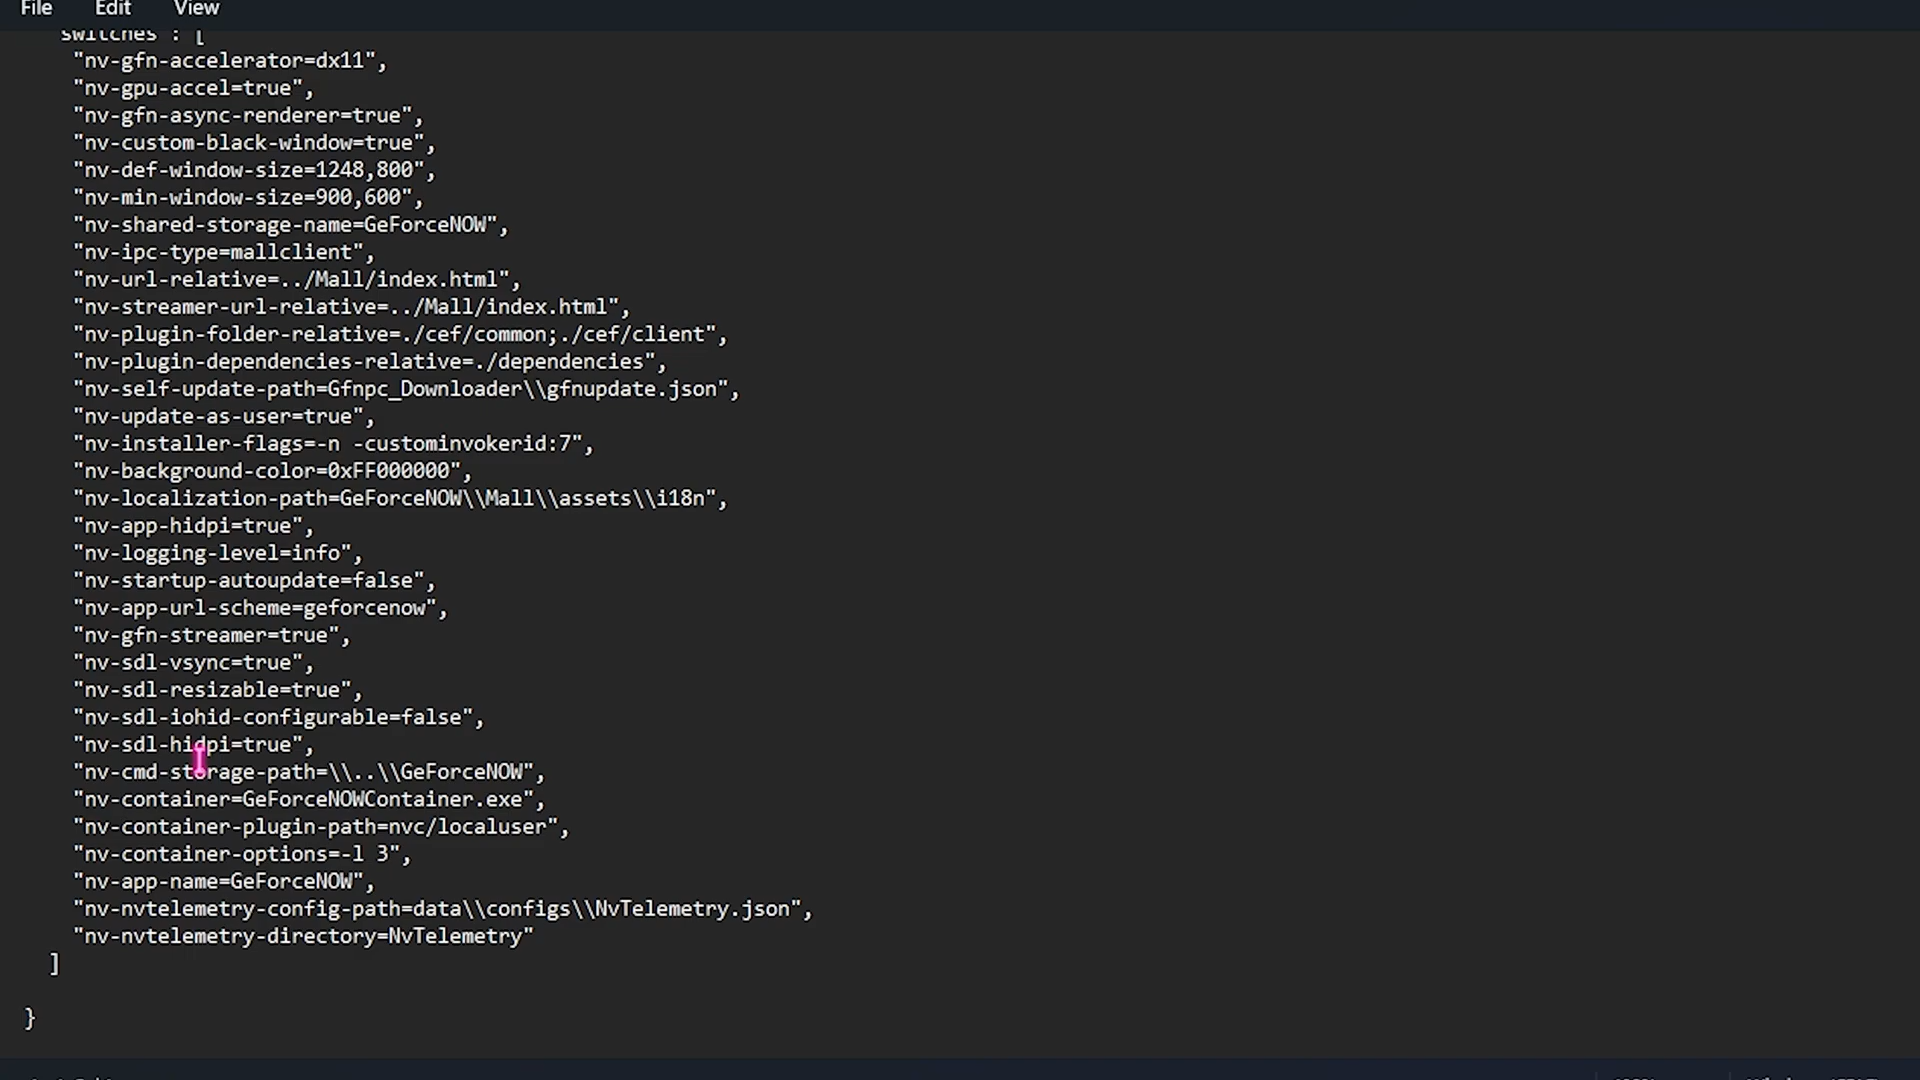 File Edit View
switches : [
"nv-gfn-accelerator=dx11",
"nv-gpu-accel=true",
"nv-gfn-async-renderer=true",
"nv-custom-black-window=true",
"nv-def-window-size=1248,800",
"nv-min-window-size=900,600",
"nv-shared-storage-name=GeForceNOW",
"nv-ipc-type=mallclient",
"nv-url-relative=../Mall/index.html",
"nv-streamer-url-relative=../Mall/index.html",
"nv-plugin-folder-relative=./cef/common;./cef/client",
"nv-plugin-dependencies-relative=./dependencies",
"nv-self-update-path=Gfnpc_Downloader\\gfnupdate.json",
"nv-update-as-user=true",
"nv-installer-flags=-n -custominvokerid:7",
"nv-background-color=0xFF000000",
"nv-localization-path=GeForceNOW\\Mall\\assets\\i18n",
"nv-app-hidpi=true",
"nv-logging-level=info",
"nv-startup-autoupdate=false",
"nv-app-url-scheme=geforcenow",
"nv-gfn-streamer=true",
"nv-sdl-vsync=true",
"nv-sdl-resizable=true",
"nv-sdl-iohid-configurable=false",
"nv-sdl-hidpi=true",
"nv-cmd-storage-path=\\..\\GeForceNOW",
"nv-container=GeForceNOWContainer.exe",
"nv-container-plugin-path=nvc/localuser",
"nv-container-options=-l 3",
"nv-app-name=GeForceNOW",
"nv-nvtelemetry-config-path=data\\configs\\NvTelemetry.json",
"nv-nvtelemetry-directory=NvTelemetry"
]
}